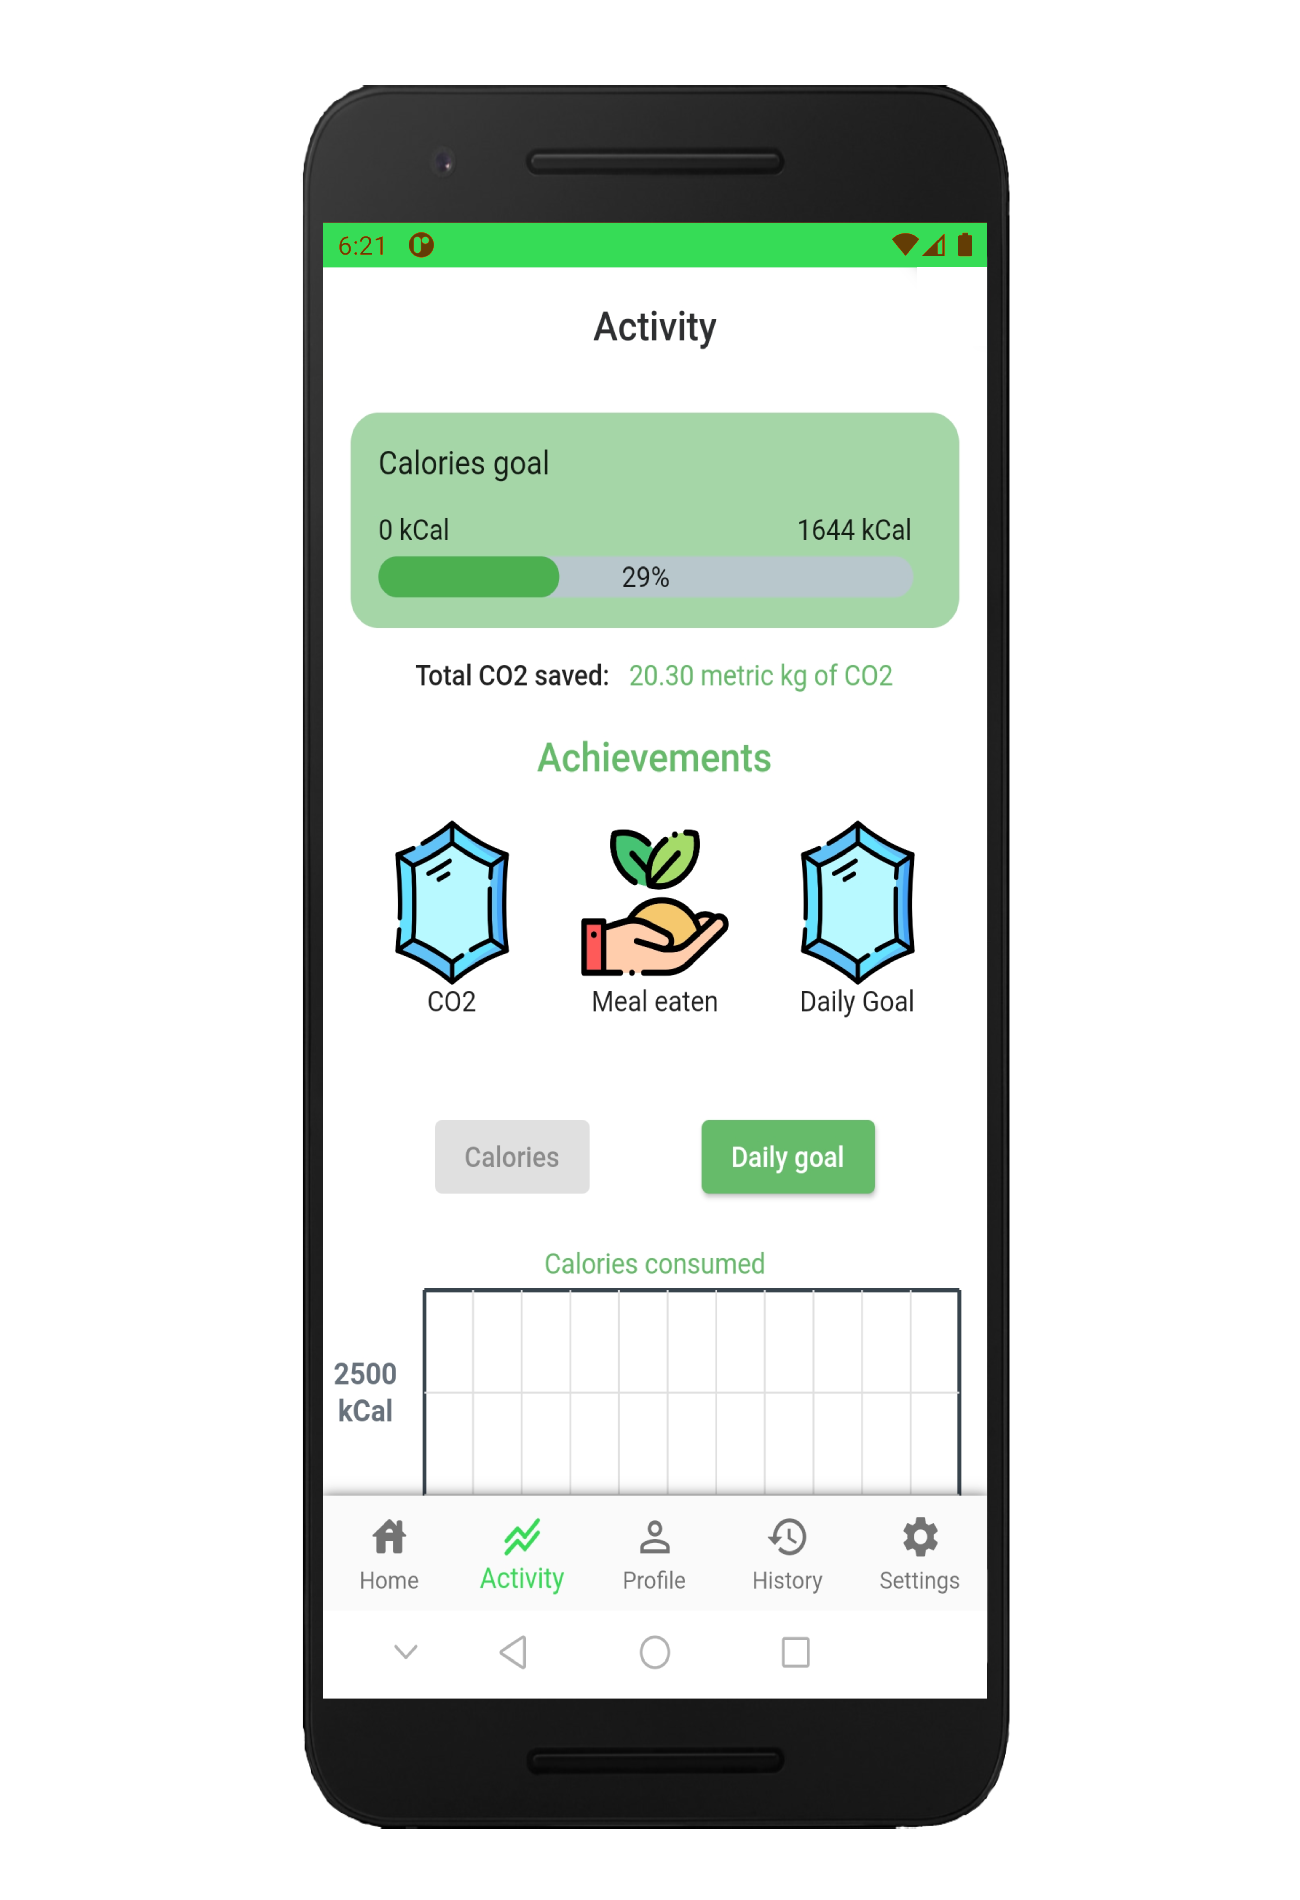 6:21
Activity
Calories goal
0 kCal 1644 kCal
29%
Total CO2 saved: 20.30 metric kg of CO2
Achievements
CO2 Meal eaten Daily Goal
Calories Daily goal
Calories consumed
2500
kCal
Home Activity Profile History Settings